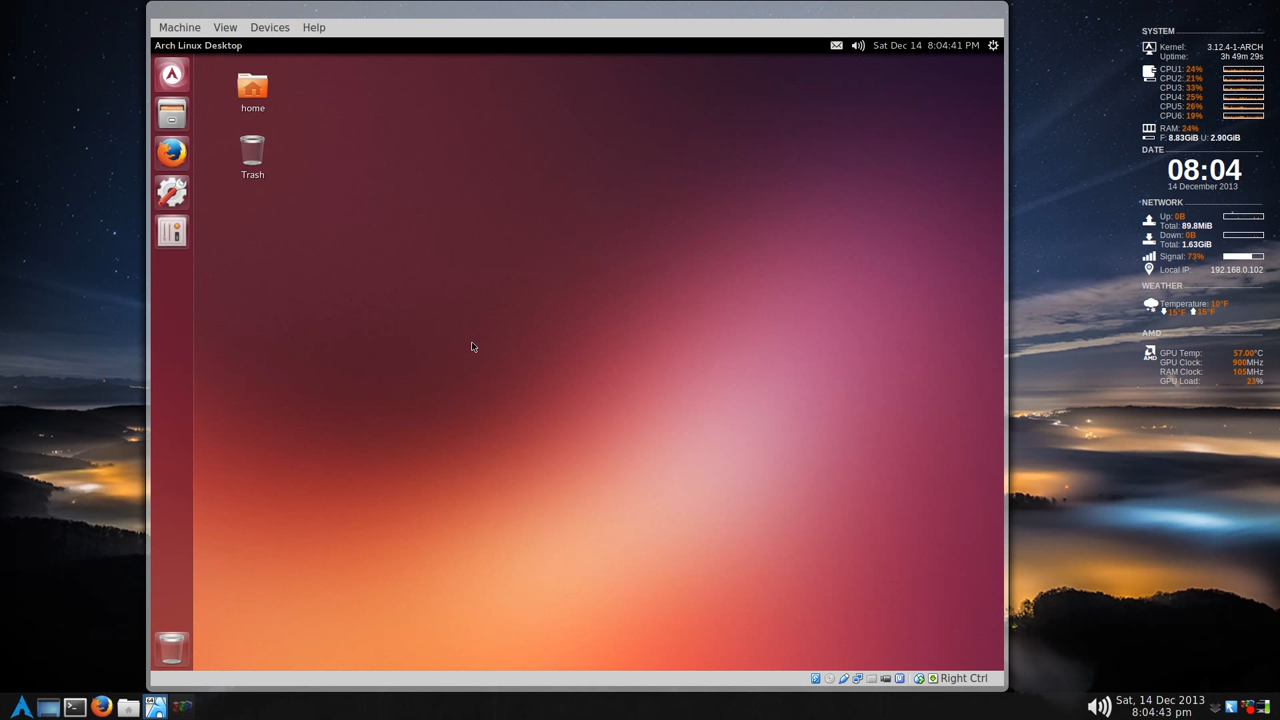 Machine View Devices Help
Arch Linux Desktop
Sat Dec 14 8:04:41 PM
home
Trash
Right Ctrl
SYSTEM
Kernel: 3.12.4-1-ARCH
Uptime: 3h 49m 29s
CPU1: 24%
CPU2: 21%
CPU3: 33%
CPU4: 25%
CPU5: 26%
CPU6: 19%
RAM: 24%
F: 8.83GiB U: 2.90GiB
DATE
08:04
14 December 2013
NETWORK
Up: 0B
Total: 89.8MiB
Down: 0B
Total: 1.63GiB
Signal: 73%
Local IP: 192.168.0.102
WEATHER
Temperature: 10°F
15°F 15°F
AMD
AMD
GPU Temp: 57.00°C
GPU Clock: 900MHz
RAM Clock: 105MHz
GPU Load: 23%
64
Sat, 14 Dec 2013
8:04:43 pm